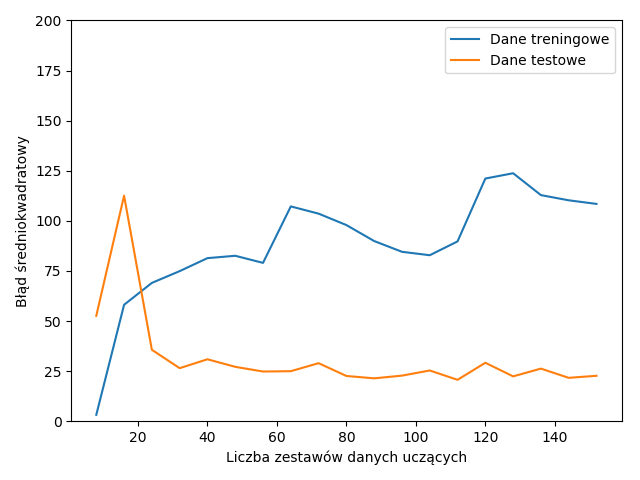 200
175
150
125
100
75
50
25
0
Błąd średniokwadratowy
Dane treningowe
Dane testowe
20 40 60 80 100 120 140
Liczba zestawów danych uczących